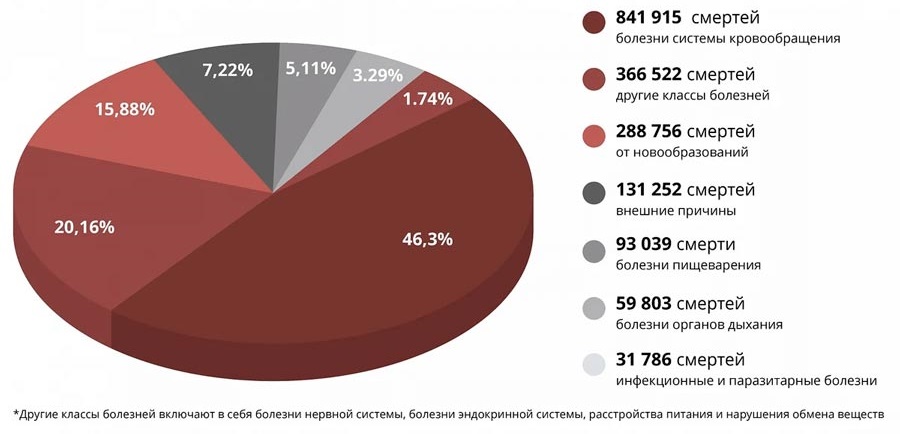 7,22%
5,11%
3.29%
1.74%
15,88%
20,16%
46,3%
841 915 смертей
болезни системы кровообращения
366 522 смертей
другие классы болезней
288 756 смертей
от новообразований
131 252 смертей
внешние причины
93 039 смерти
болезни пищеварения
59 803 смертей
болезни органов дыхания
31 786 смертей
инфекционные и паразитарные болезни
*Другие классы болезней включают в себя болезни нервной системы, болезни эндокринной системы, расстройства питания и нарушения обмена веществ